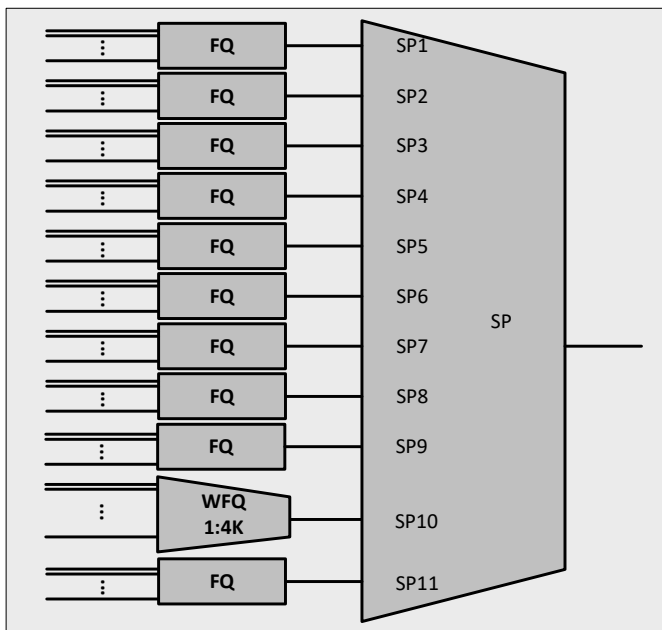 FQ SP1
FQ SP2
FQ SP3
FQ SP4
FQ SP5
FQ SP6
SP
FQ SP7
FQ SP8
FQ SP9
WFQ
1:4K SP10
FQ SP11